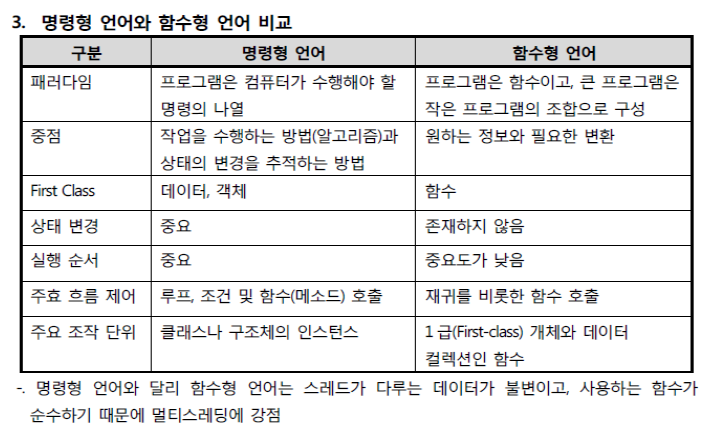 3. 명령형 언어와 함수형 언어 비교
구분 명령형 언어 함수형 언어
패러다임 프로그램은 컴퓨터가 수행해야 할 프로그램은 함수이고, 큰 프로그램은
명령의 나열 작은 프로그램의 조합으로 구성
중점 작업을 수행하는 방법(알고리즘)과 원하는 정보와 필요한 변환
상태의 변경을 추적하는 방법
First Class 데이터, 객체 함수
상태 변경 중요 존재하지 않음
실행 순서 중요 중요도가 낮음
주효 흐름 제어 루프, 조건 및 함수(메소드) 호출 재귀를 비롯한 함수 호출
주요 조작 단위 클래스나 구조체의 인스턴스 1급(First-class) 개체와 데이터
컬렉션인 함수
-. 명령형 언어와 달리 함수형 언어는 스레드가 다루는 데이터가 불변이고, 사용하는 함수가
순수하기 때문에 멀티스레딩에 강점